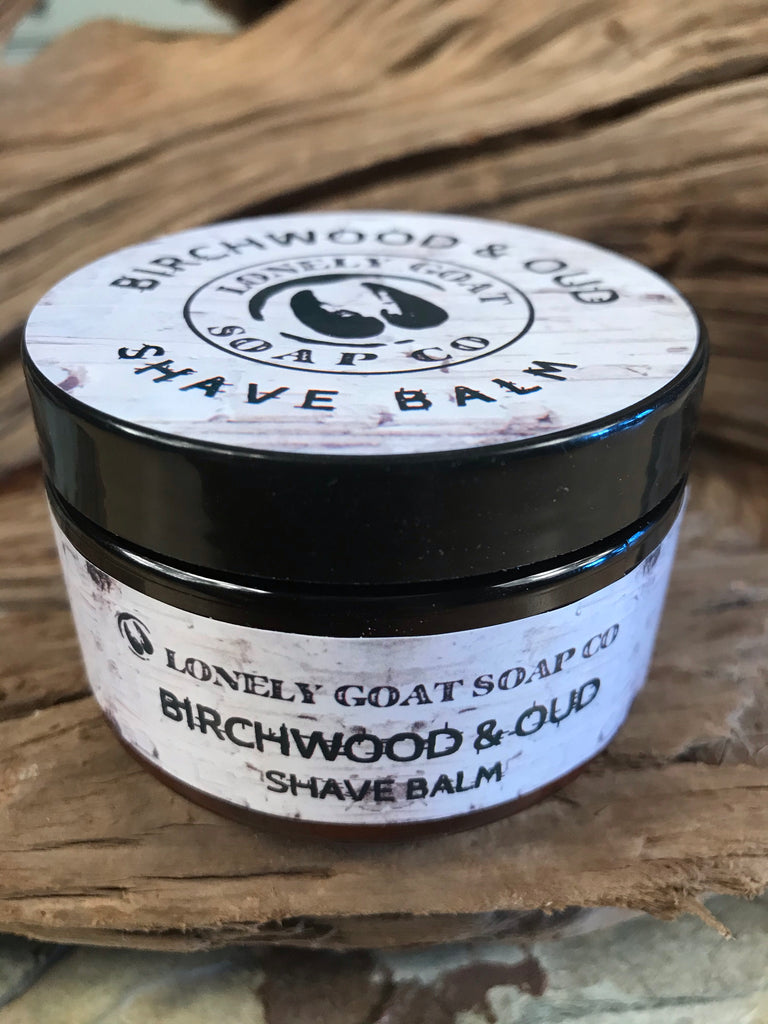 BIRCHWOOD & OUD
LONELY GOAT
SOAP CO
SHAVE BALM
LONELY GOAT SOAP CO
BIRCHWOOD & OUD
SHAVE BALM